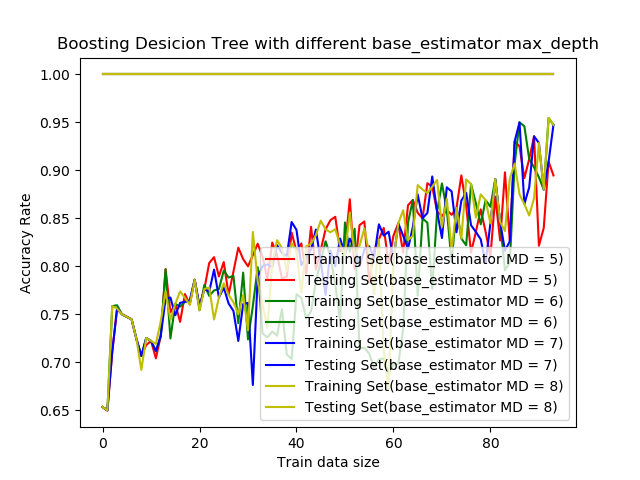 Boosting Desicion Tree with different base_estimator max_depth
1.00
0.95
0.90
0.85
0.80
0.75
0.70
0.65
Accuracy Rate
Training Set(base_estimator MD = 5)
Testing Set(base_estimator MD = 5)
Training Set(base_estimator MD = 6)
Testing Set(base_estimator MD = 6)
Training Set(base_estimator MD = 7)
Testing Set(base_estimator MD = 7)
Training Set(base_estimator MD = 8)
Testing Set(base_estimator MD = 8)
0 20 40 60 80
Train data size